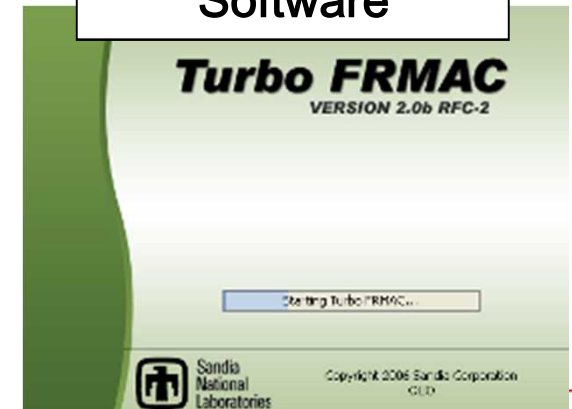 Software
Turbo FRMAC
VERSION 2.0b RFC-2
Starting Turbo FRMAC...
Sandia
National
Laboratories
Copyright 2006 Sandia Corporation